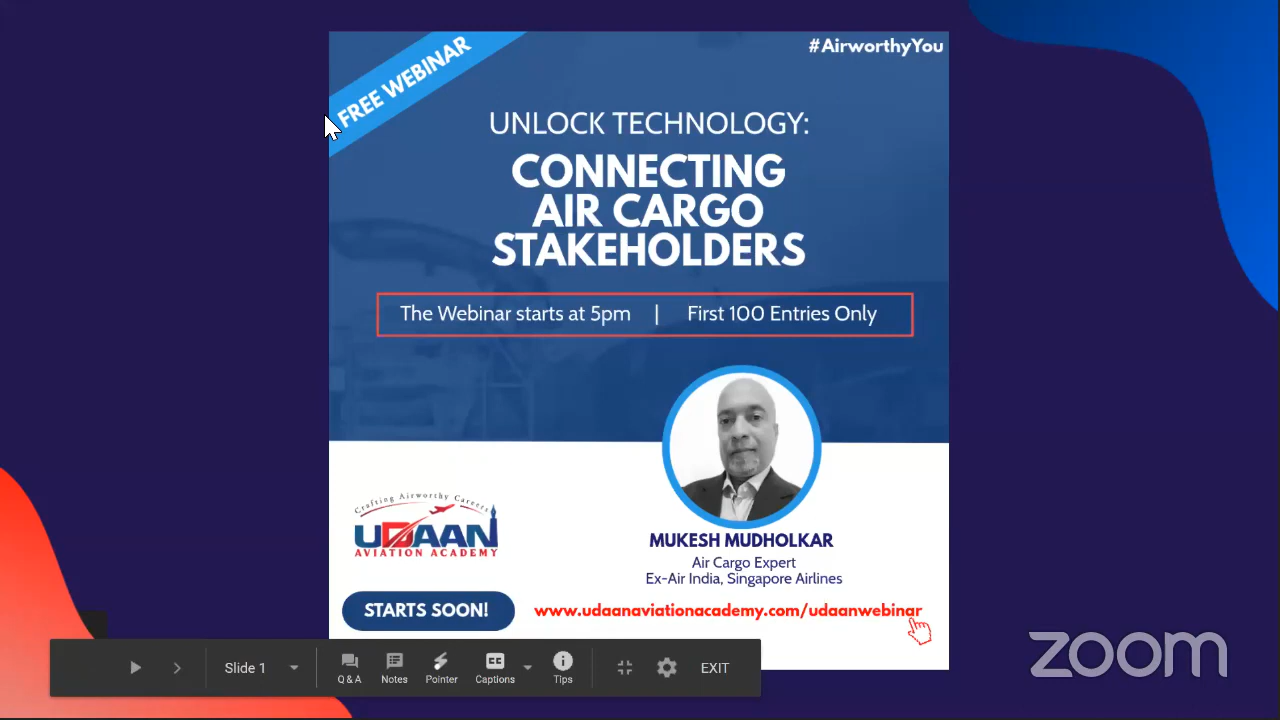 #AirworthyYou
FREE WEBINAR
UNLOCK TECHNOLOGY:
CONNECTING
AIR CARGO
STAKEHOLDERS
The Webinar starts at 5pm | First 100 Entries Only
Crafting Airworthy Careers
UDAAN
AVIATION ACADEMY
MUKESH MUDHOLKAR
Air Cargo Expert
Ex-Air India, Singapore Airlines
STARTS SOON!
www.udaanaviationacademy.com/udaanwebinar
Slide 1
Q & A
Notes
Pointer
CC
Captions
Tips
EXIT
zoom